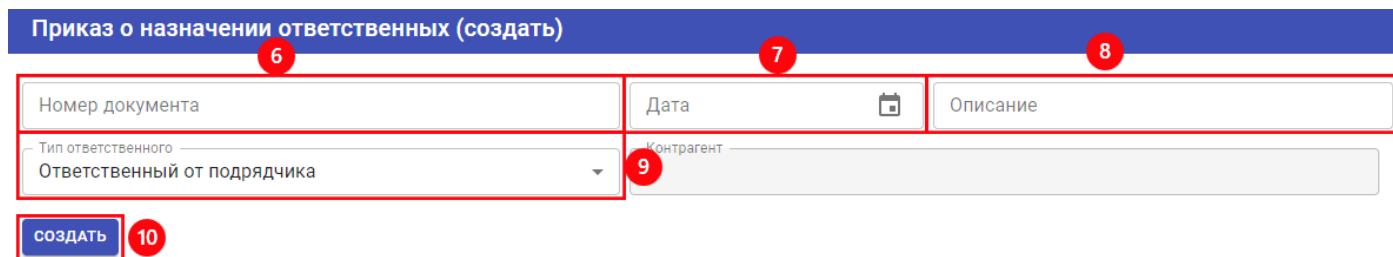 Приказ о назначении ответственных (создать)
6
7
8
Номер документа
Дата
Описание
Тип ответственного
Контрагент
Ответственный от подрядчика
9
СОЗДАТЬ
10